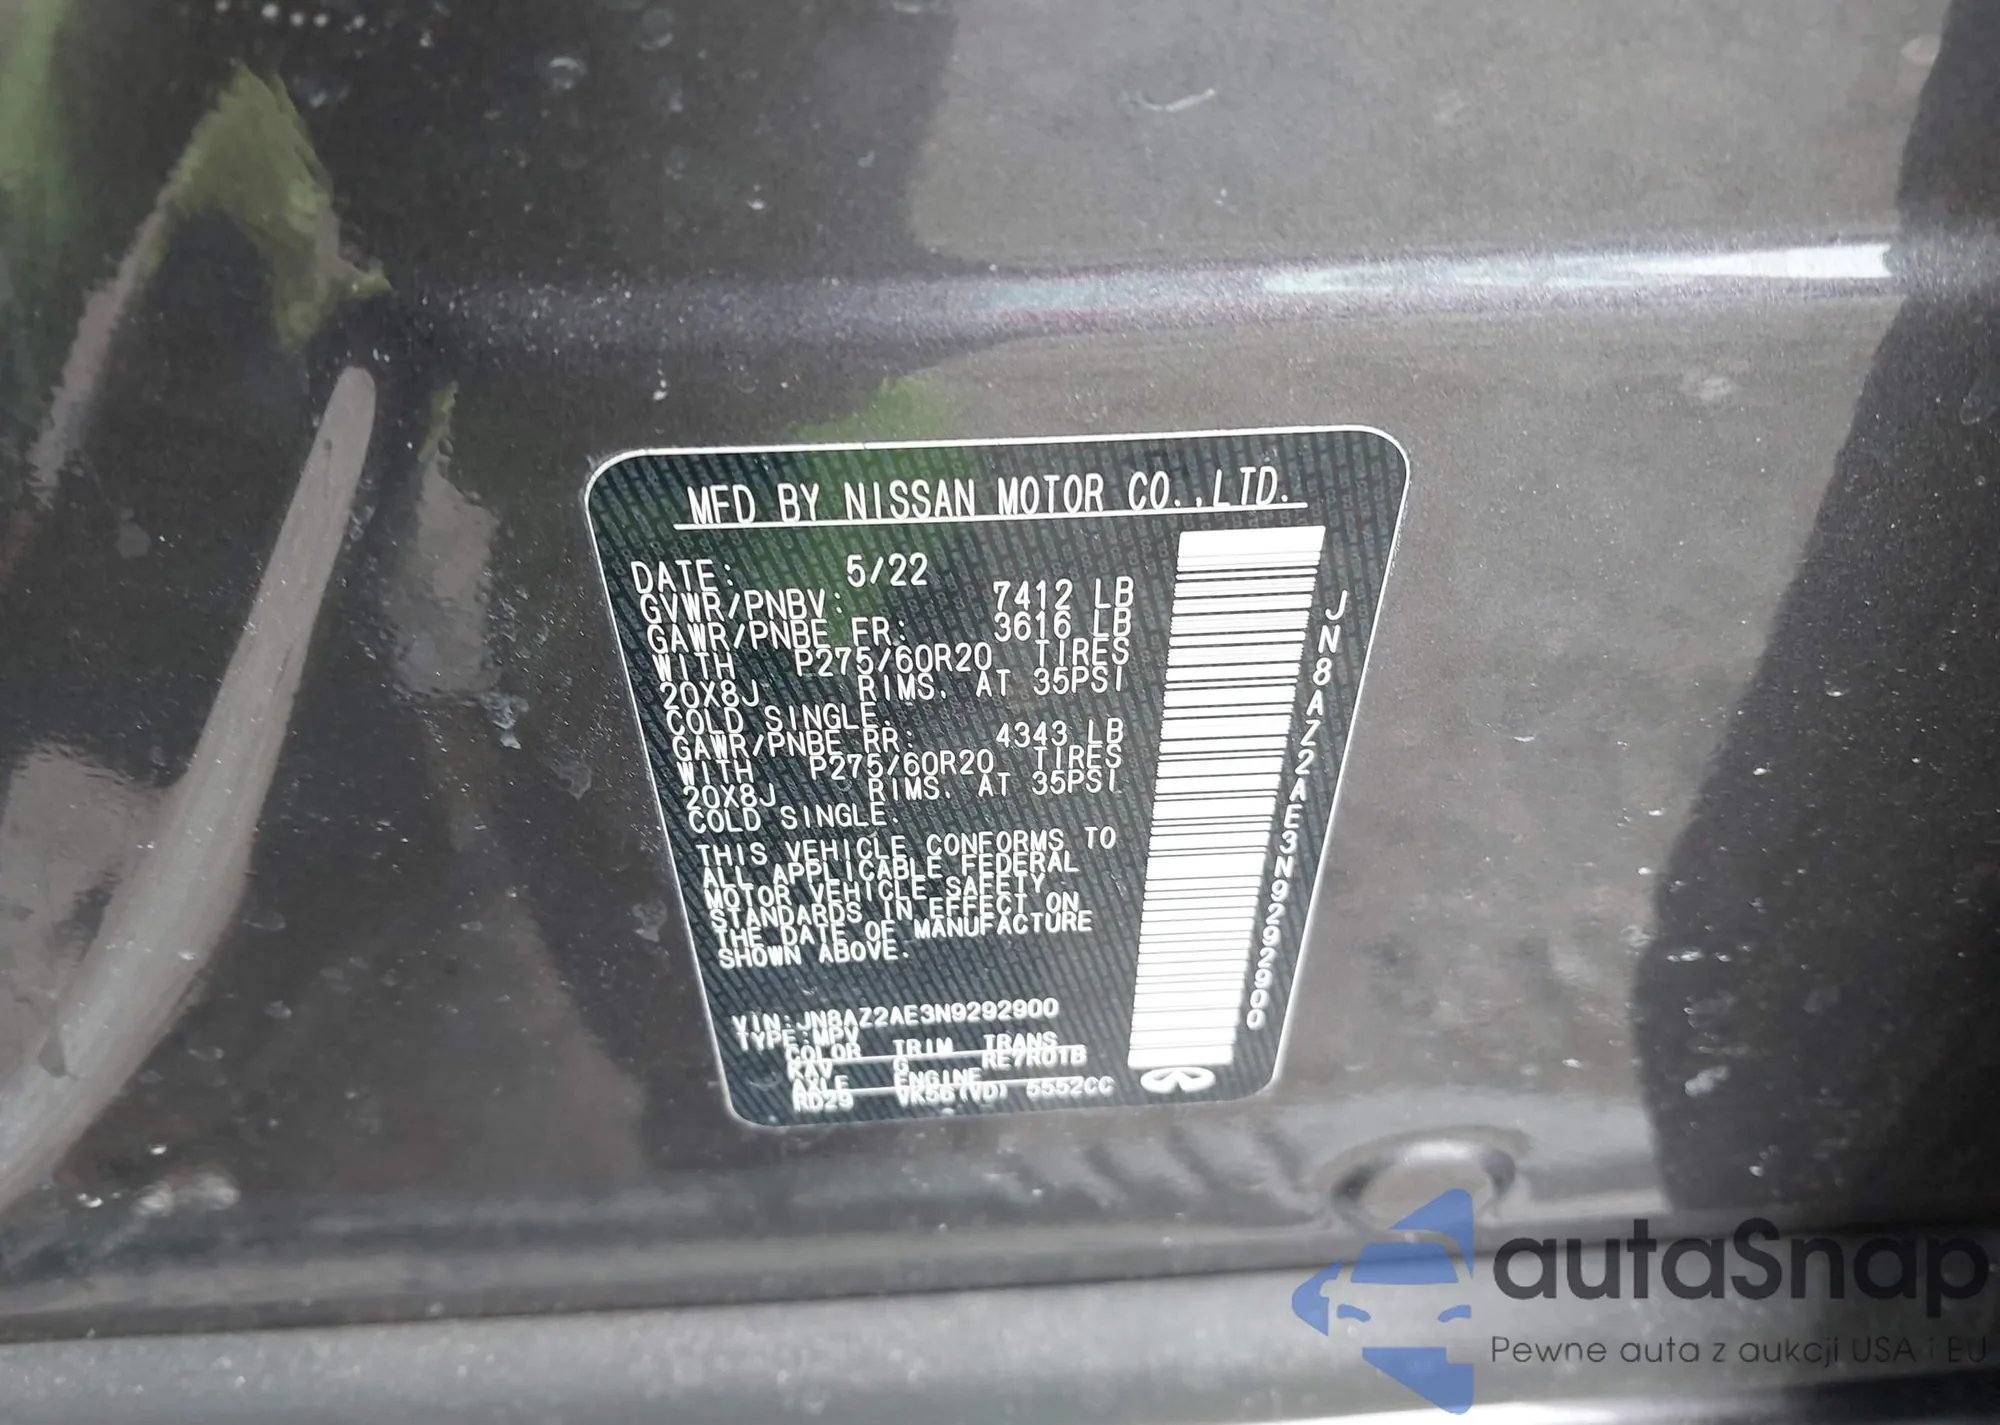 MFD BY NISSAN MOTOR CO.,LTD.
DATE: 5/22
GVWR/PNBV: 7412 LB
GAWR/PNBE FR: 3616 LB
WITH P275/60R20 TIRES
20X8J RIMS. AT 35PSI
COLD SINGLE.
GAWR/PNBE RR: 4343 LB
WITH P275/60R20 TIRES
20X8J RIMS. AT 35PSI
COLD SINGLE.
THIS VEHICLE CONFORMS TO
ALL APPLICABLE FEDERAL
MOTOR VEHICLE SAFETY
STANDARDS IN EFFECT ON
THE DATE OF MANUFACTURE
SHOWN ABOVE.
VIN:JN8AZ2AE3N9292900
TYPE:MPV
COLOR TRIM TRANS
KAV G RE7R01B
AXLE ENGINE
RD29 VK56(VD) 5552CC
JN8AZ2AE3N9292900
autaSnap
Pewne auta z aukcji USA i EU